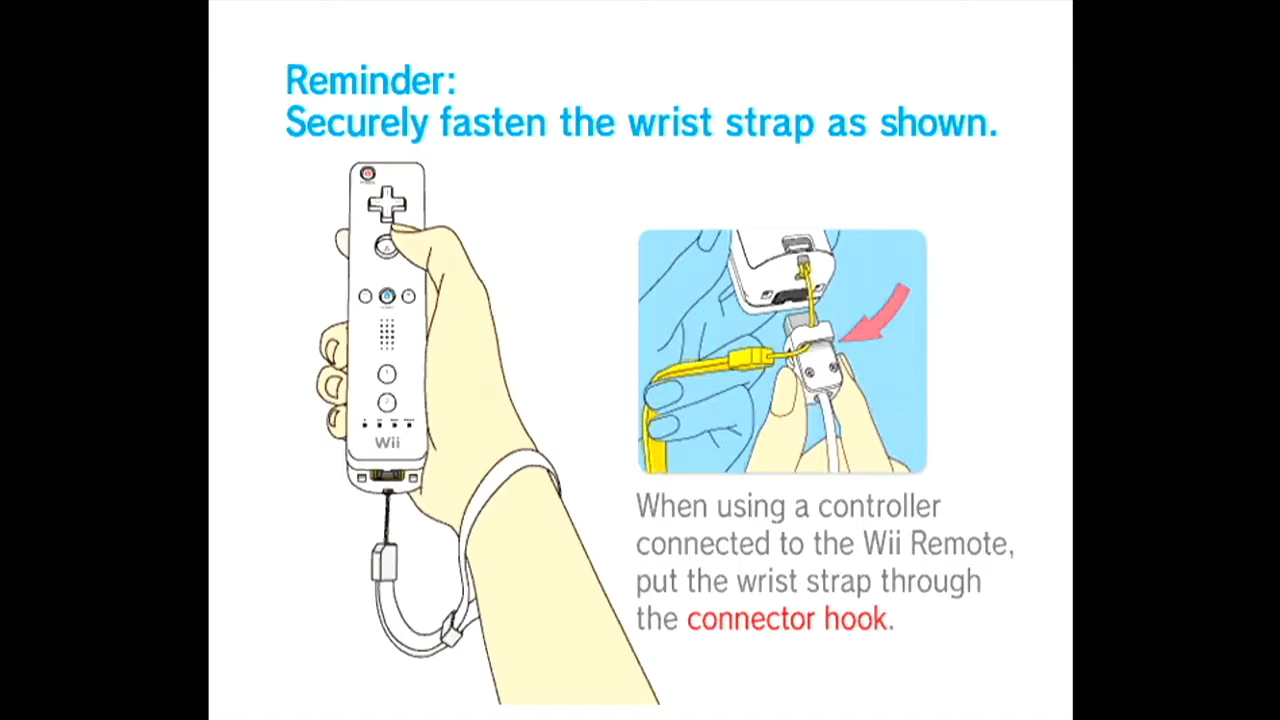 Reminder:
Securely fasten the wrist strap as shown.
Wii
When using a controller
connected to the Wii Remote,
put the wrist strap through
the connector hook.